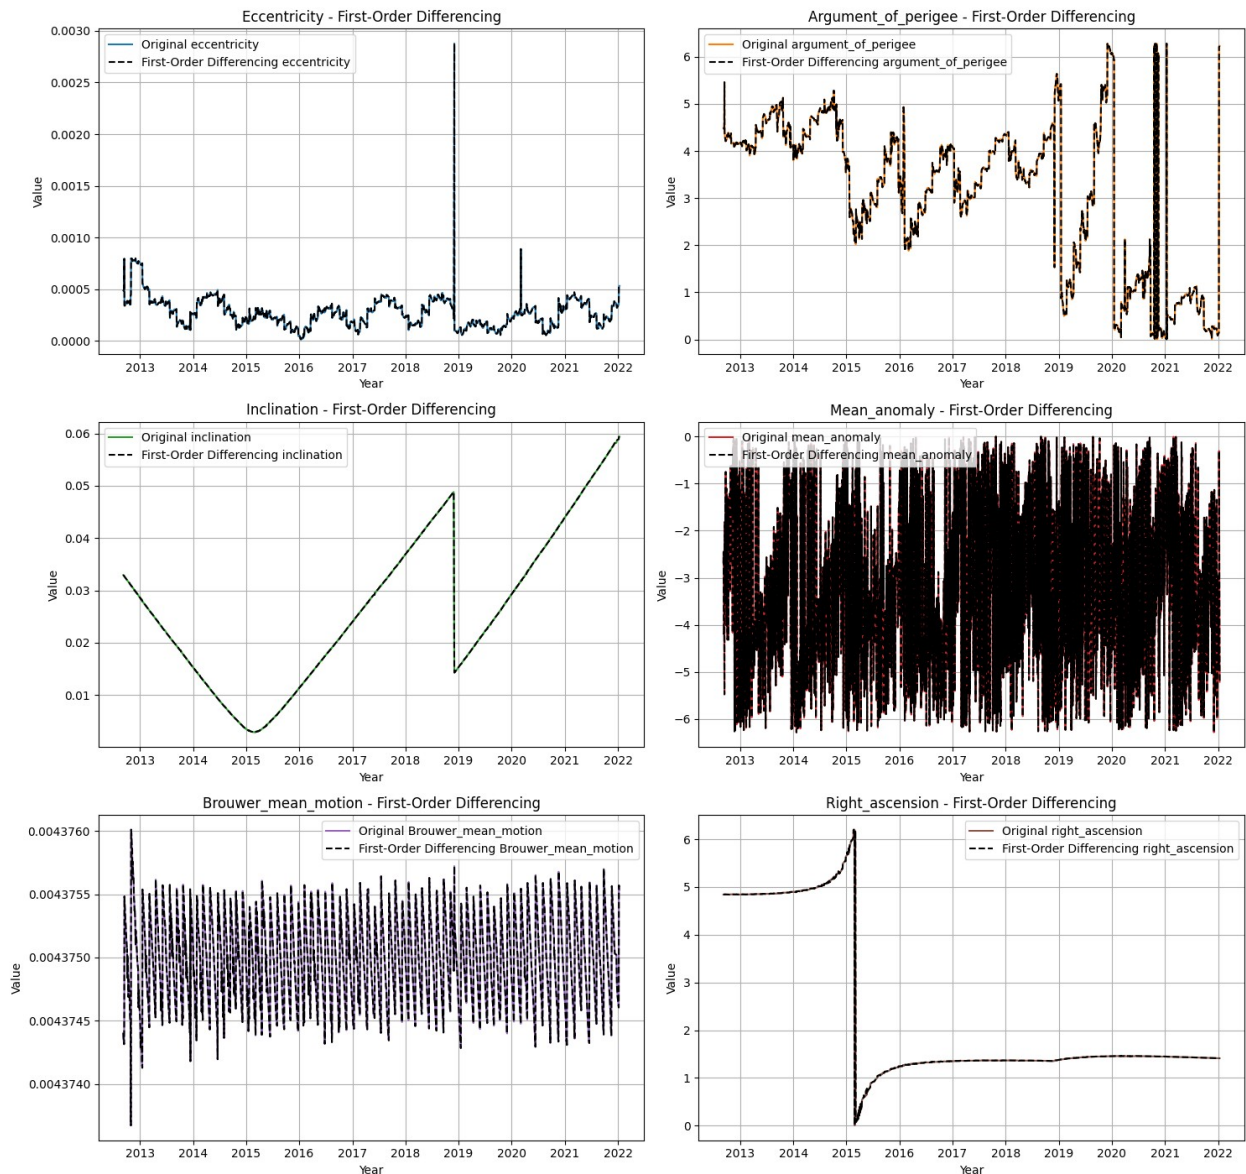 Eccentricity - First-Order Differencing
Original eccentricity
First-Order Differencing eccentricity
0.0030
0.0025
0.0020
0.0015
0.0010
0.0005
0.0000
Value
2013 2014 2015 2016 2017 2018 2019 2020 2021 2022
Year
Argument_of_perigee - First-Order Differencing
Original argument_of_perigee
First-Order Differencing argument_of_perigee
6
5
4
3
2
1
0
Value
2013 2014 2015 2016 2017 2018 2019 2020 2021 2022
Year
Inclination - First-Order Differencing
Original inclination
First-Order Differencing inclination
0.06
0.05
0.04
0.03
0.02
0.01
Value
2013 2014 2015 2016 2017 2018 2019 2020 2021 2022
Year
Mean_anomaly - First-Order Differencing
Original mean_anomaly
First-Order Differencing mean_anomaly
0
−1
−2
−3
−4
−5
−6
Value
2013 2014 2015 2016 2017 2018 2019 2020 2021 2022
Year
Brouwer_mean_motion - First-Order Differencing
Original Brouwer_mean_motion
First-Order Differencing Brouwer_mean_motion
0.0043760
0.0043755
0.0043750
0.0043745
0.0043740
Value
2013 2014 2015 2016 2017 2018 2019 2020 2021 2022
Year
Right_ascension - First-Order Differencing
Original right_ascension
First-Order Differencing right_ascension
6
5
4
3
2
1
0
Value
2013 2014 2015 2016 2017 2018 2019 2020 2021 2022
Year